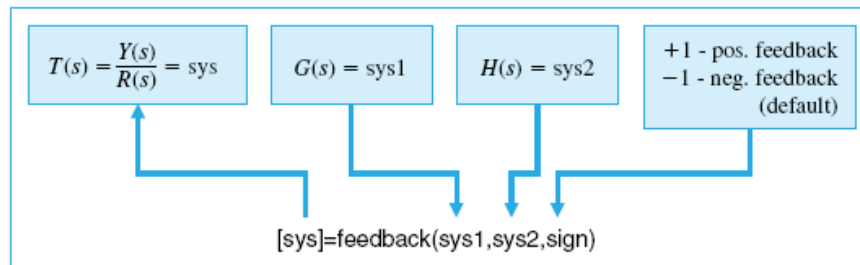 T(s) = Y(s)/R(s) = sys
G(s) = sys1
H(s) = sys2
+1 - pos. feedback
−1 - neg. feedback
(default)
[sys]=feedback(sys1,sys2,sign)